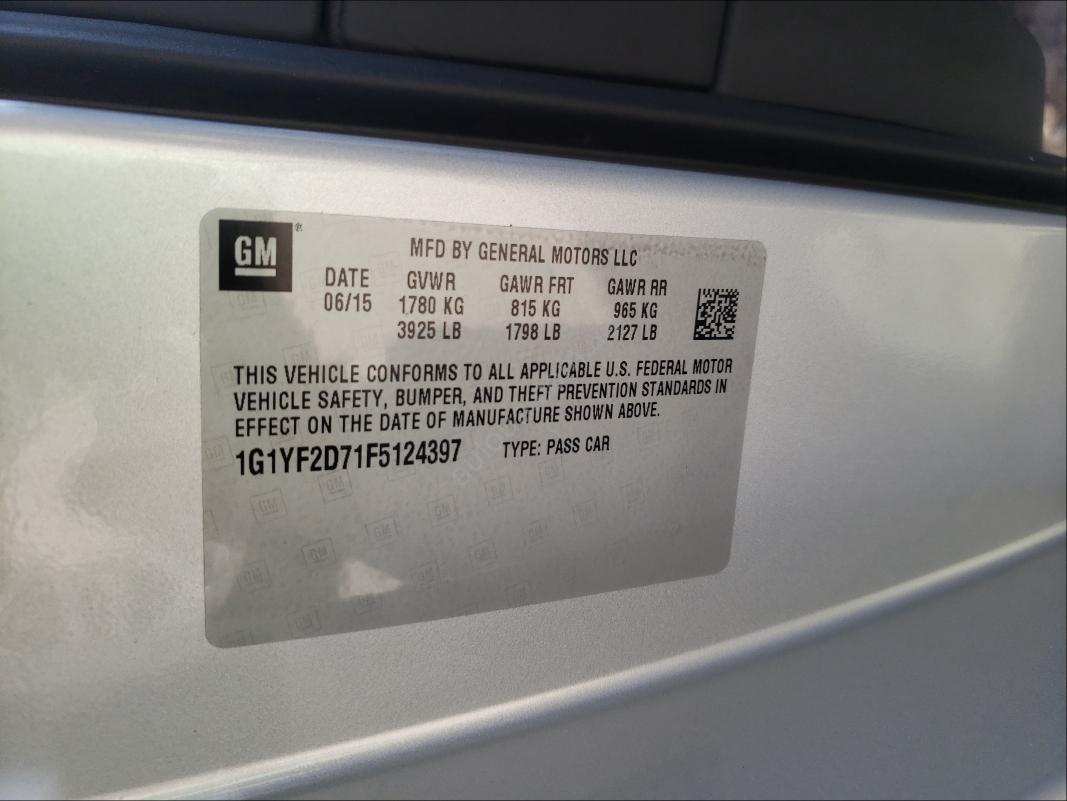 GM®
MFD BY GENERAL MOTORS LLC
DATE GVWR GAWR FRT GAWR RR
06/15 1780 KG 815 KG 965 KG
3925 LB 1798 LB 2127 LB
THIS VEHICLE CONFORMS TO ALL APPLICABLE U.S. FEDERAL MOTOR
VEHICLE SAFETY, BUMPER, AND THEFT PREVENTION STANDARDS IN
EFFECT ON THE DATE OF MANUFACTURE SHOWN ABOVE.
1G1YF2D71F5124397 TYPE: PASS CAR